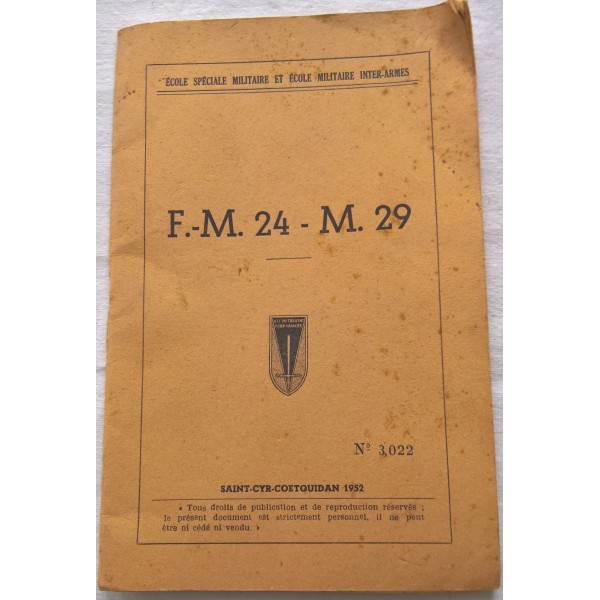 ÉCOLE SPÉCIALE MILITAIRE ET ÉCOLE MILITAIRE INTER-ARMES
F.-M. 24 - M. 29
Nº 3,022
SAINT-CYR-COETQUIDAN 1952
« Tous droits de publication et de reproduction réservés ;
le présent document est strictement personnel, il ne peut
être ni cédé ni vendu. »